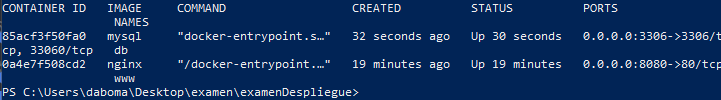 CONTAINER ID   IMAGE     COMMAND                  CREATED          STATUS          PORTS
               NAMES
85acf3f50fa0   mysql     "docker-entrypoint.s…"   32 seconds ago   Up 30 seconds   0.0.0.0:3306->3306/t
cp, 33060/tcp   db
0a4e7f508cd2   nginx     "/docker-entrypoint.…"   19 minutes ago   Up 19 minutes   0.0.0.0:8080->80/tcp
               www
PS C:\Users\daboma\Desktop\examen\examenDespliegue>